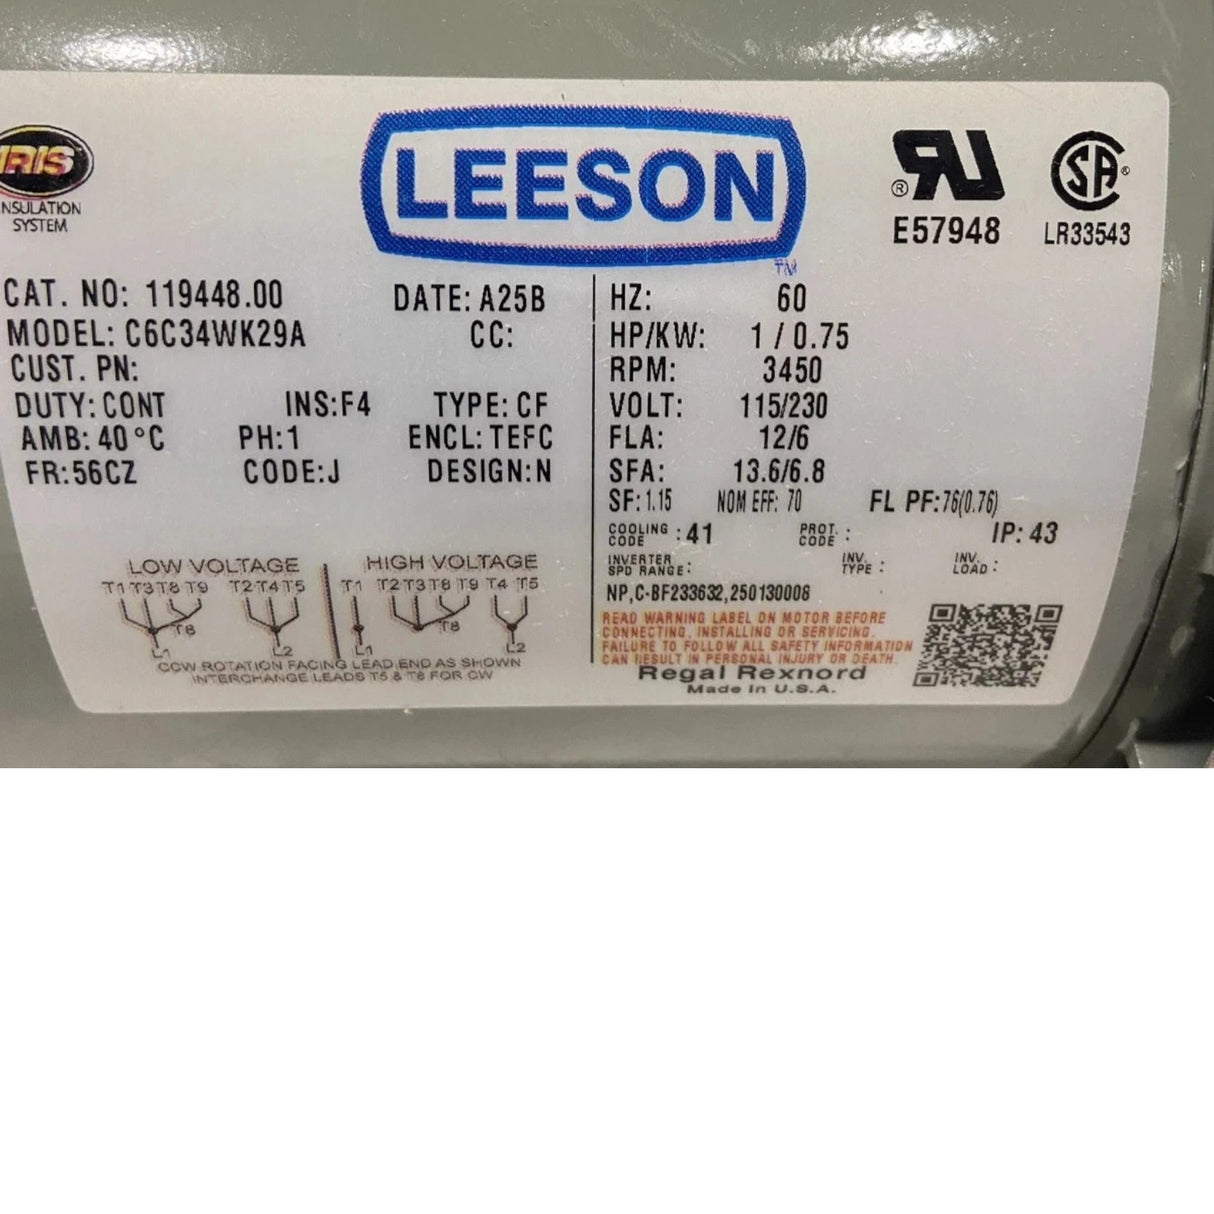 IRIS
INSULATION
SYSTEM
LEESON
TM
®
E57948
SA ®
LR33543
CAT. NO: 119448.00 DATE: A25B
MODEL: C6C34WK29A CC:
CUST. PN:
DUTY: CONT INS:F4 TYPE: CF
AMB: 40°C PH:1 ENCL: TEFC
FR:56CZ CODE:J DESIGN:N
HZ: 60
HP/KW: 1 / 0.75
RPM: 3450
VOLT: 115/230
FLA: 12/6
SFA: 13.6/6.8
SF: 1.15 NOM EFF: 70 FL PF: 76(0.76)
COOLING CODE : 41 PROT. CODE : IP: 43
INVERTER SPD RANGE : INV. TYPE : INV. LOAD :
NP,C-BF233632,250130008
READ WARNING LABEL ON MOTOR BEFORE
CONNECTING, INSTALLING OR SERVICING.
FAILURE TO FOLLOW ALL SAFETY INFORMATION
CAN RESULT IN PERSONAL INJURY OR DEATH.
Regal Rexnord
Made In U.S.A.
LOW VOLTAGE HIGH VOLTAGE
T1 T3 T8 T9 T2 T4 T5 T1 T2 T3 T8 T9 T4 T5
T6 T6
L1 L2 L1 L2
CCW ROTATION FACING LEAD END AS SHOWN
INTERCHANGE LEADS T5 & T8 FOR CW